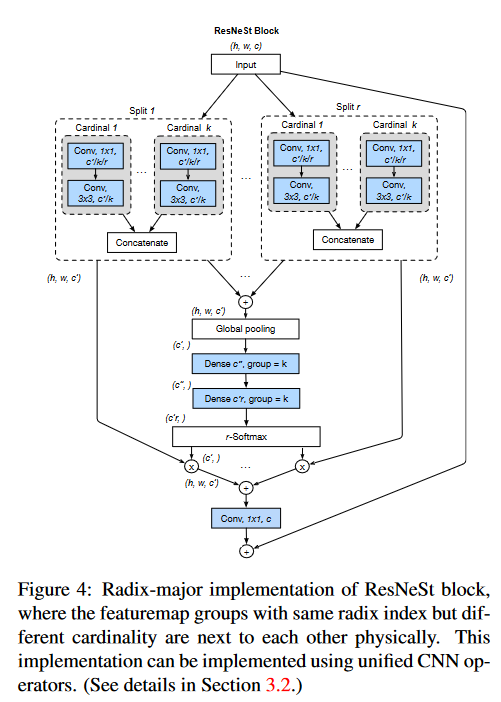 ResNeSt Block
(h, w, c)
Input
Split 1
Split r
Cardinal 1
Cardinal k
Cardinal 1
Cardinal k
Conv, 1x1,
c'/k/r
Conv, 1x1,
c'/k/r
Conv, 1x1,
c'/k/r
Conv, 1x1,
c'/k/r
...
...
Conv,
3x3, c'/k
Conv,
3x3, c'/k
Conv,
3x3, c'/k
Conv,
3x3, c'/k
Concatenate
Concatenate
(h, w, c')
...
(h, w, c')
+
(h, w, c')
Global pooling
(c', )
Dense c'', group = k
(c'', )
Dense c'r, group = k
(c'r, )
r-Softmax
(c', )
x
...
x
(h, w, c')
+
Conv, 1x1, c
+
Figure 4: Radix-major implementation of ResNeSt block,
where the featuremap groups with same radix index but dif-
ferent cardinality are next to each other physically. This
implementation can be implemented using unified CNN op-
erators. (See details in Section 3.2.)